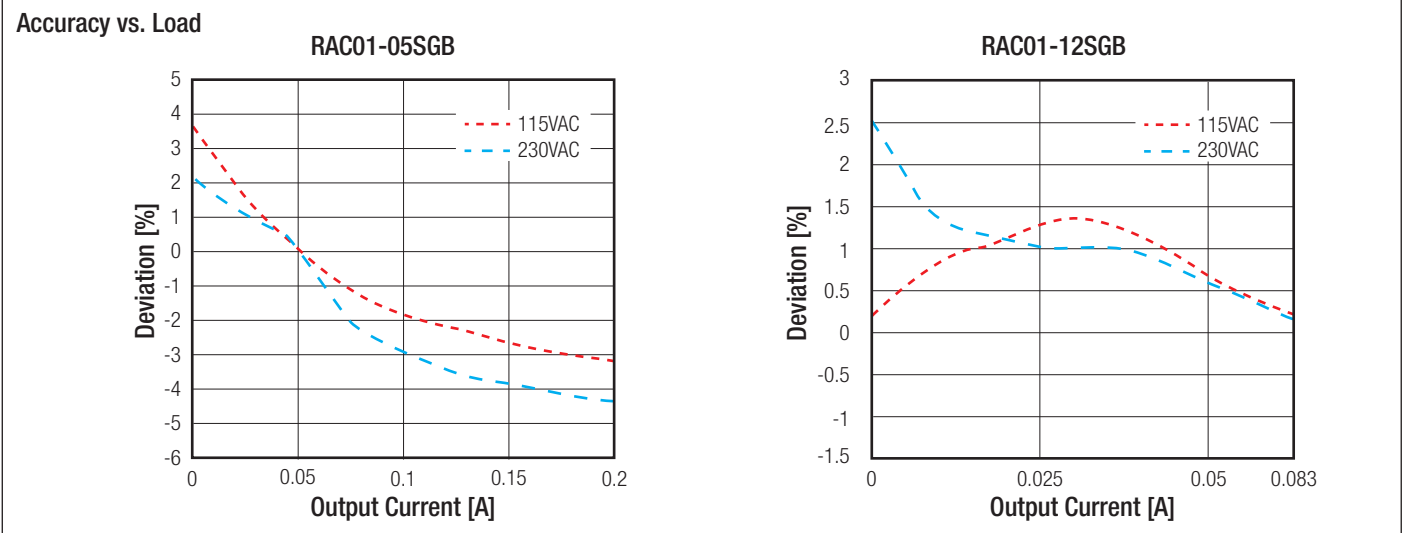 Accuracy vs. Load
RAC01-05SGB
5
4
3
2
1
0
-1
-2
-3
-4
-5
-6
Deviation [%]
115VAC
230VAC
0
0.05
0.1
0.15
0.2
Output Current [A]
RAC01-12SGB
3
2.5
2
1.5
1
0.5
0
-0.5
-1
-1.5
Deviation [%]
115VAC
230VAC
0
0.025
0.05
0.083
Output Current [A]